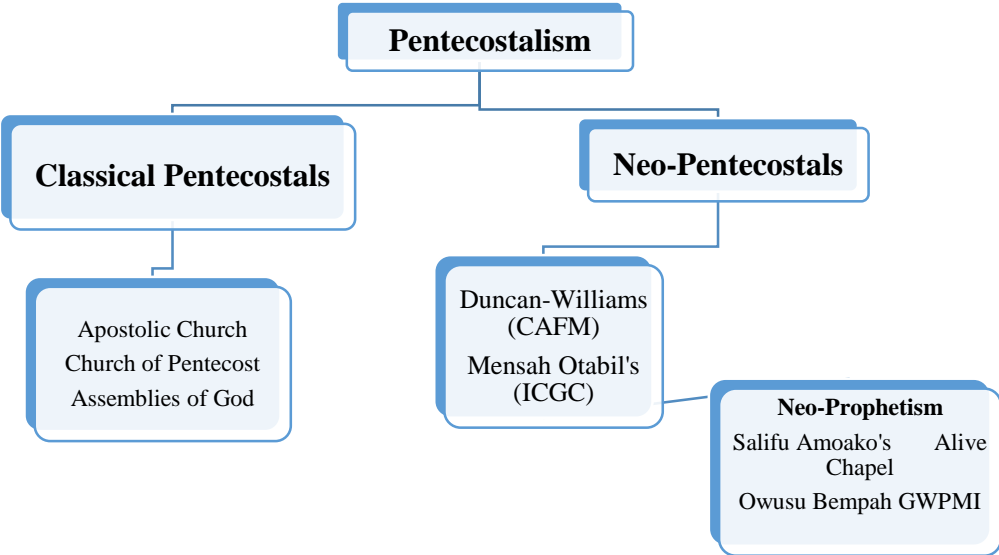 Pentecostalism
Classical Pentecostals
Neo-Pentecostals
Apostolic Church
Church of Pentecost
Assemblies of God
Duncan-Williams
(CAFM)
Mensah Otabil's
(ICGC)
Neo-Prophetism
Salifu Amoako's Alive
Chapel
Owusu Bempah GWPMI